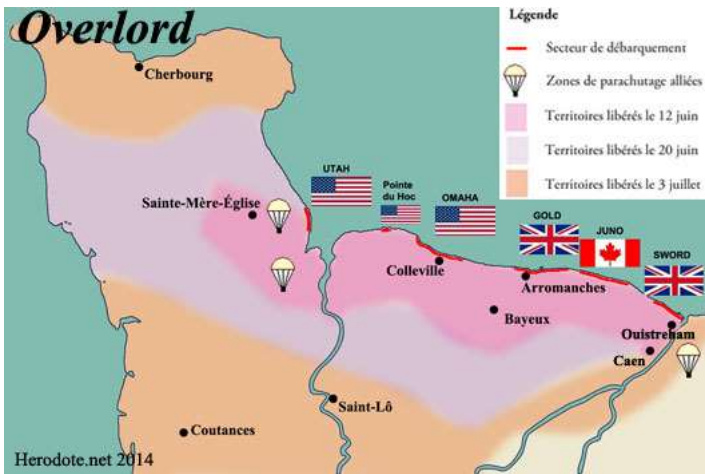 Overlord
Légende
Secteur de débarquement
Zones de parachutage alliées
Territoires libérés le 12 juin
Territoires libérés le 20 juin
Territoires libérés le 3 juillet
Cherbourg
UTAH
Pointe
du Hoc
OMAHA
GOLD
JUNO
SWORD
Sainte-Mère-Église
Colleville
Arromanches
Bayeux
Ouistreham
Caen
Saint-Lô
Coutances
Herodote.net 2014